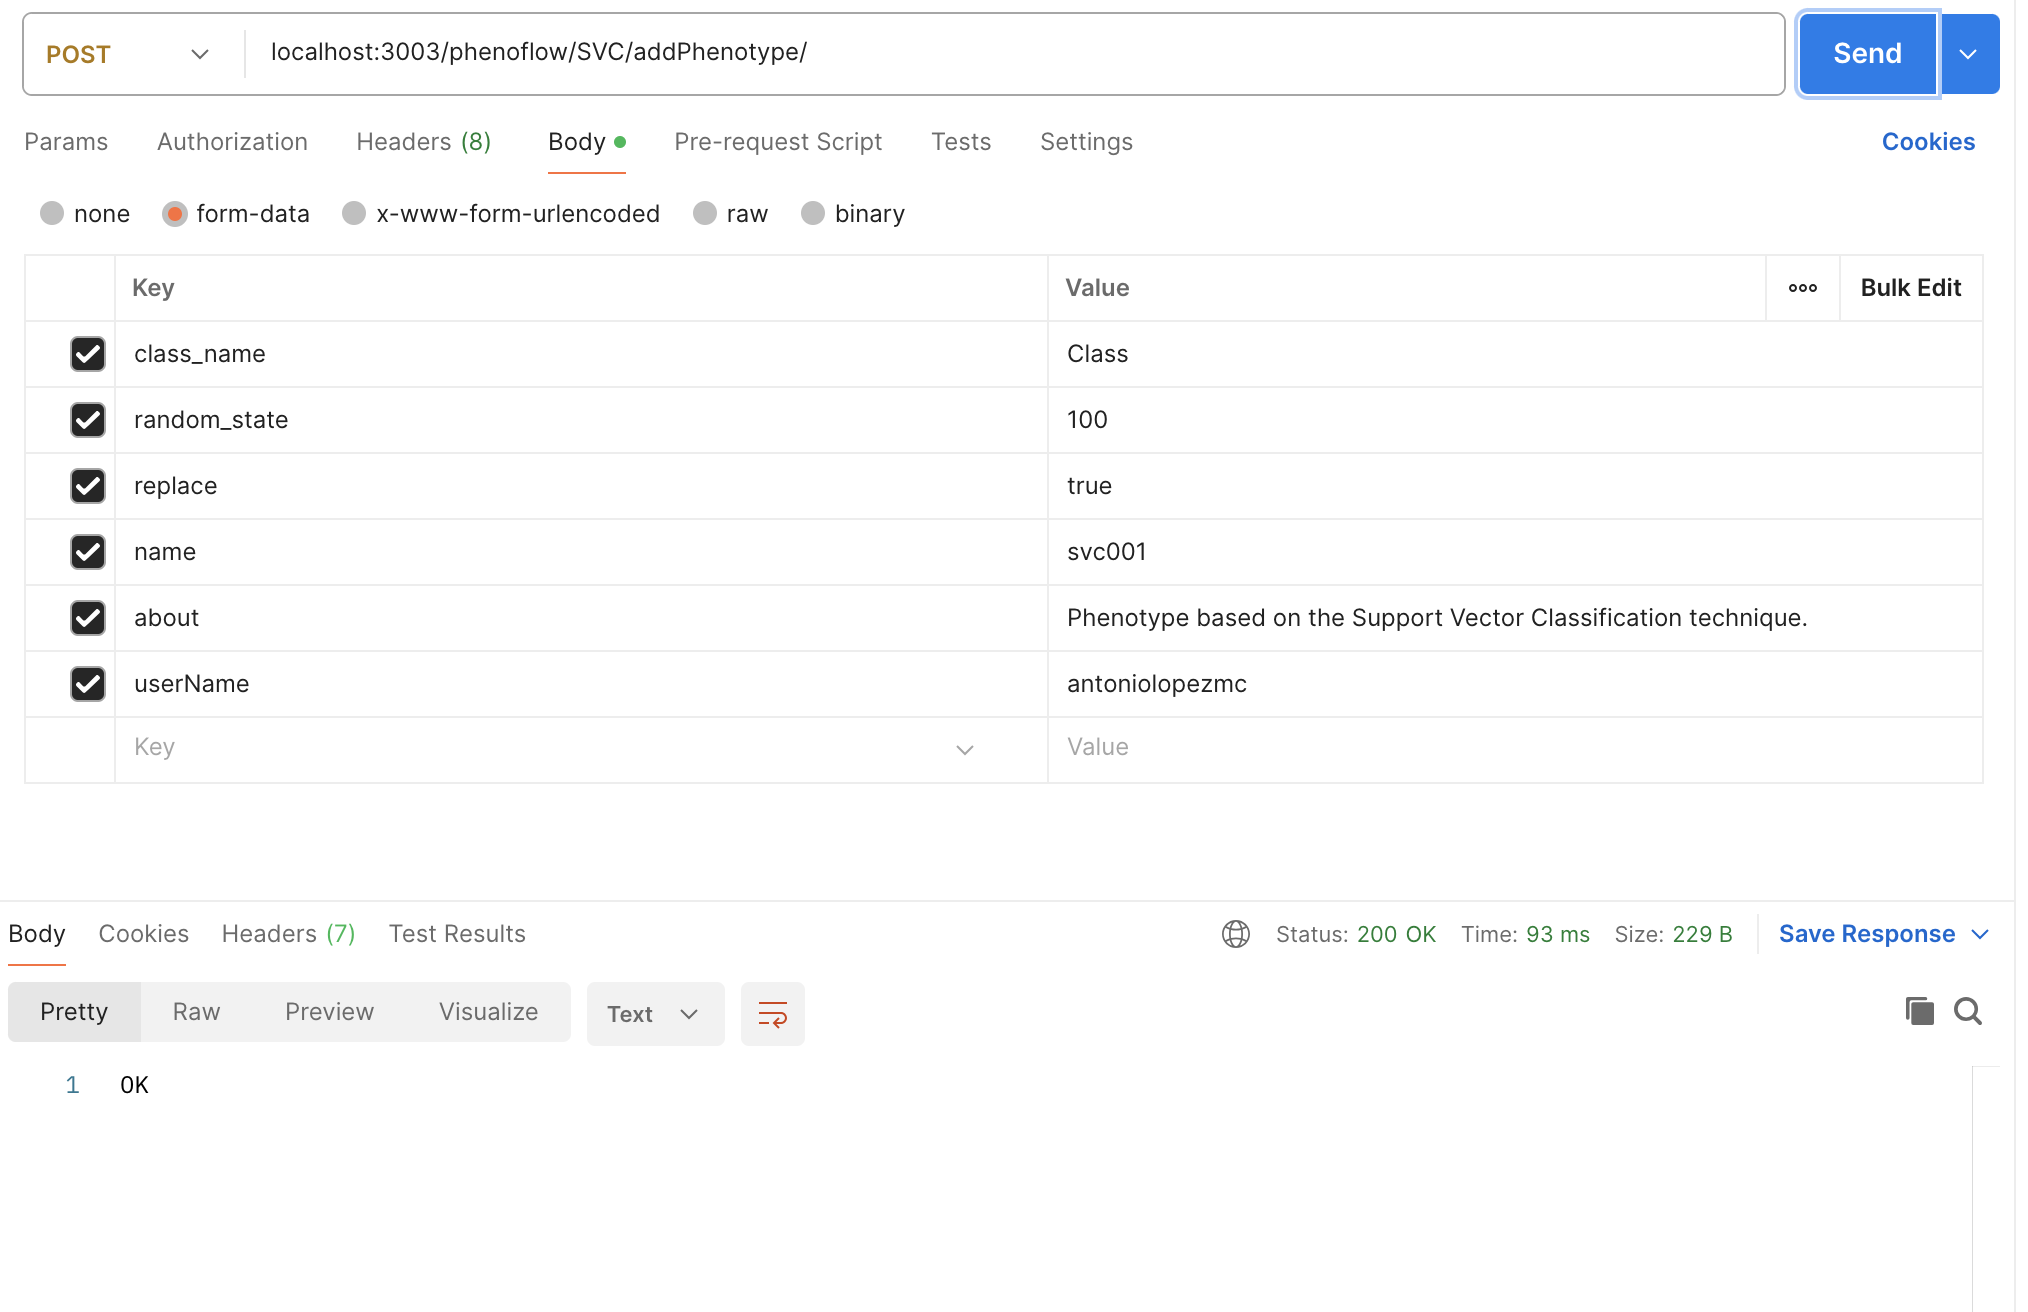 POST localhost:3003/phenoflow/SVC/addPhenotype/ Send
Params Authorization Headers (8) Body Pre-request Script Tests Settings Cookies
none form-data x-www-form-urlencoded raw binary
Key Value Bulk Edit
class_name Class
random_state 100
replace true
name svc001
about Phenotype based on the Support Vector Classification technique.
userName antoniolopezmc
Key Value
Body Cookies Headers (7) Test Results Status: 200 OK Time: 93 ms Size: 229 B Save Response
Pretty Raw Preview Visualize Text
1 OK